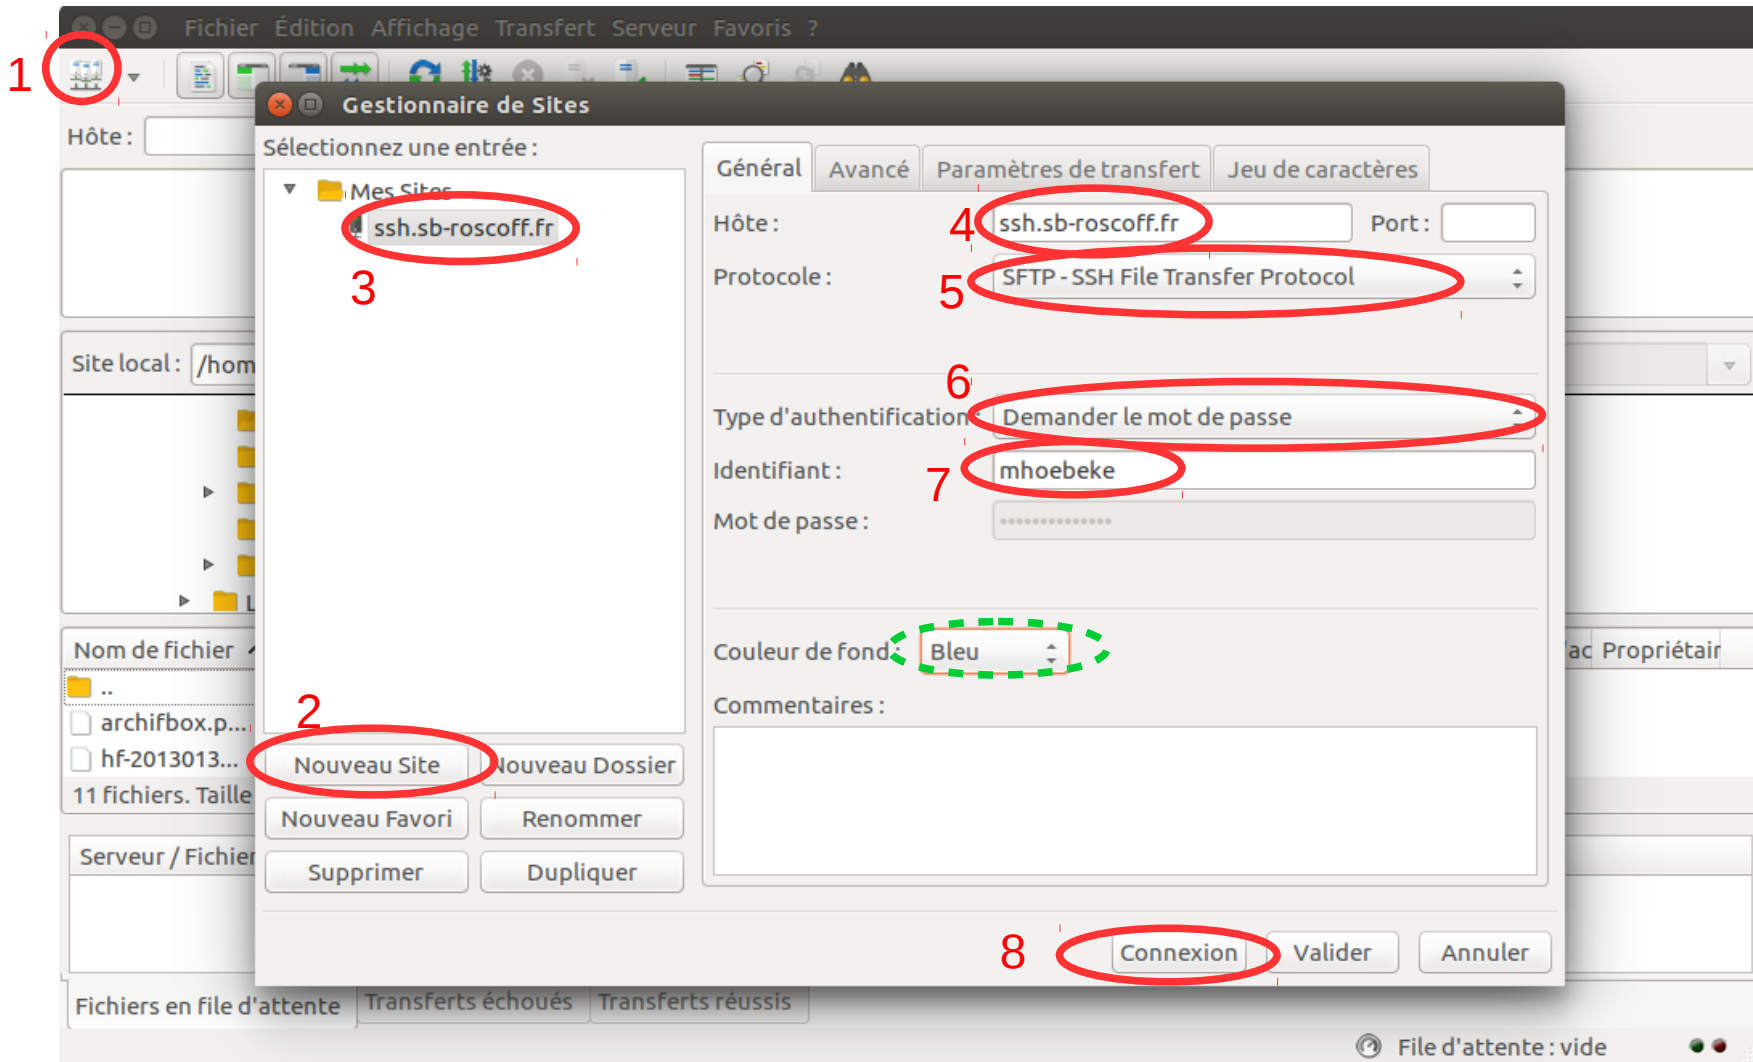 Fichier Édition Affichage Transfert Serveur Favoris ?
1
Gestionnaire de Sites
Hôte :
Sélectionnez une entrée :
Mes Sites
ssh.sb-roscoff.fr
3
Général Avancé Paramètres de transfert Jeu de caractères
Hôte : 4 ssh.sb-roscoff.fr Port :
Protocole : 5 SFTP - SSH File Transfer Protocol
Site local : /hom
6
Type d'authentification : Demander le mot de passe
Identifiant : 7 mhoebeke
Mot de passe : ••••••••••••••
L
Couleur de fond : Bleu
Commentaires :
Nom de fichier
'ac Propriétair
..
archifbox.p...
hf-2013013...
11 fichiers. Taille
2
Nouveau Site Nouveau Dossier
Nouveau Favori Renommer
Supprimer Dupliquer
Serveur / Fichier
8 Connexion Valider Annuler
Fichiers en file d'attente Transferts échoués Transferts réussis
File d'attente : vide